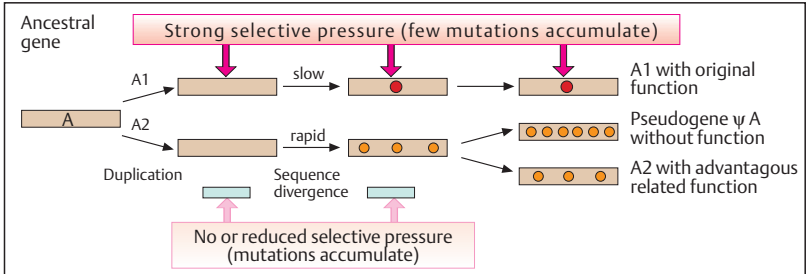 Ancestral
gene
Strong selective pressure (few mutations accumulate)
A1
slow
A1 with original
function
A
A2
rapid
Pseudogene ψ A
without function
Duplication
Sequence
divergence
A2 with advantagous
related function
No or reduced selective pressure
(mutations accumulate)